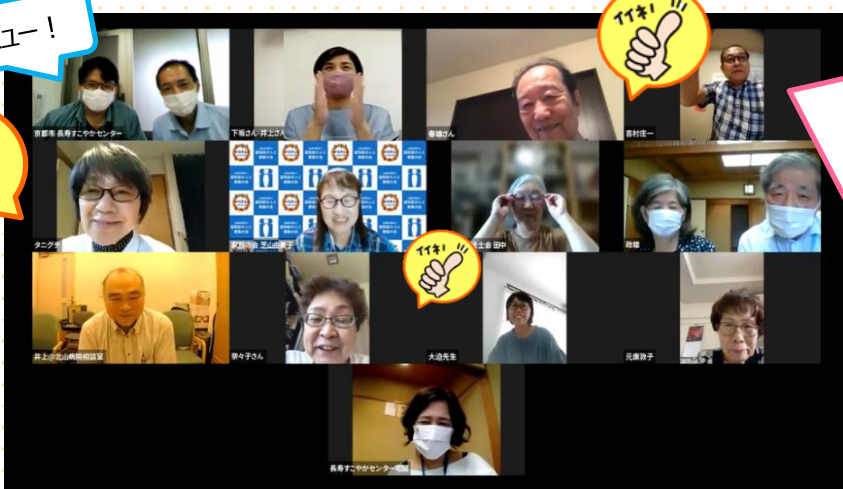 ュー！
イイネ！
京都市 長寿すこやかセンター
下坂さん 井上さん
春雄さん
吉村庄一
タニグチ
家族の会 芝山由美子
士会 田中
政雄
イイネ！
井上@北山病院相談室
奈々子さん
大迫先生
元廣敦子
長寿すこやかセンター